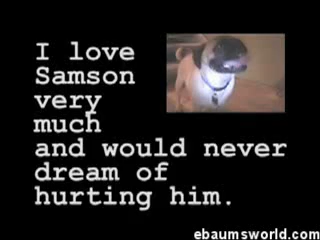 I love
Samson
very
much
and would never
dream of
hurting him.
ebaumsworld.com